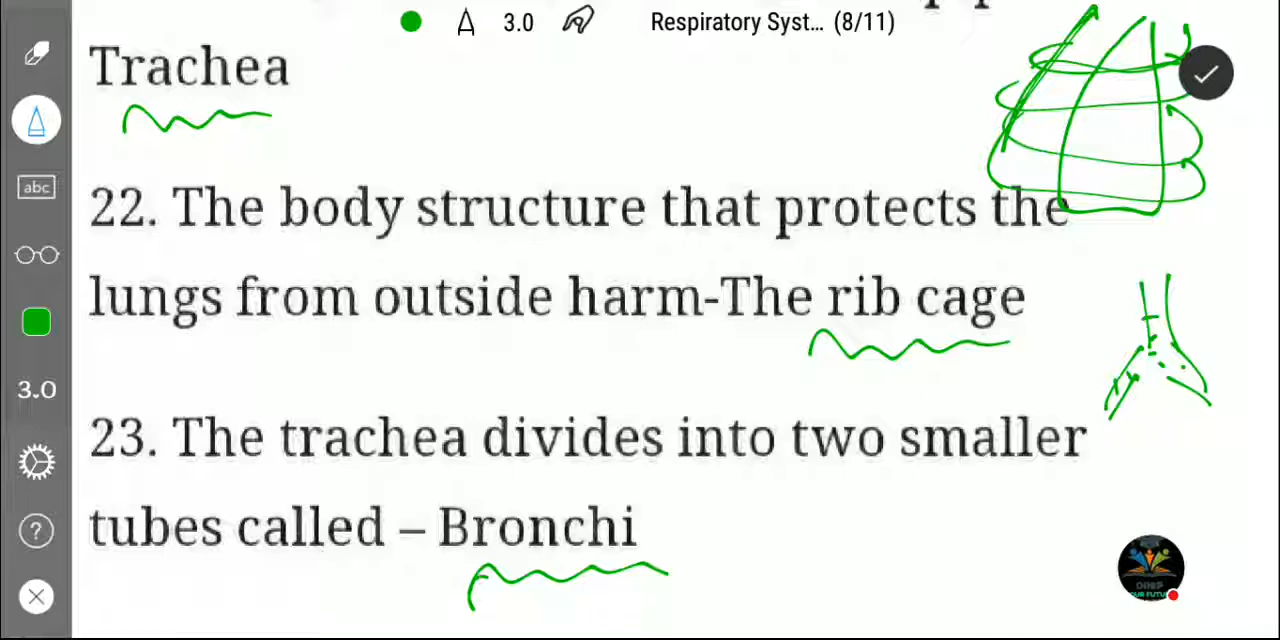 3.0 Respiratory Syst... (8/11)
Trachea
abc
22. The body structure that protects the
lungs from outside harm-The rib cage
3.0
23. The trachea divides into two smaller
?
tubes called – Bronchi